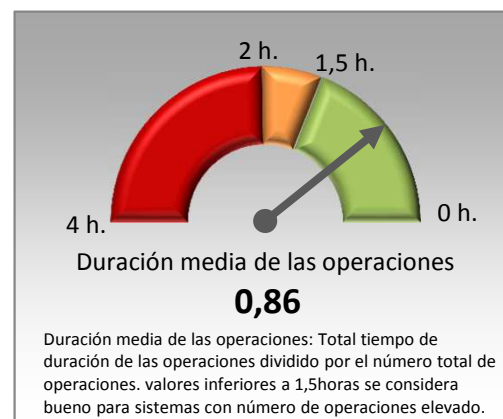 2 h.
1,5 h.
4 h.
0 h.
Duración media de las operaciones
0,86
Duración media de las operaciones: Total tiempo de
duración de las operaciones dividido por el número total de
operaciones. valores inferiores a 1,5horas se considera
bueno para sistemas con número de operaciones elevado.